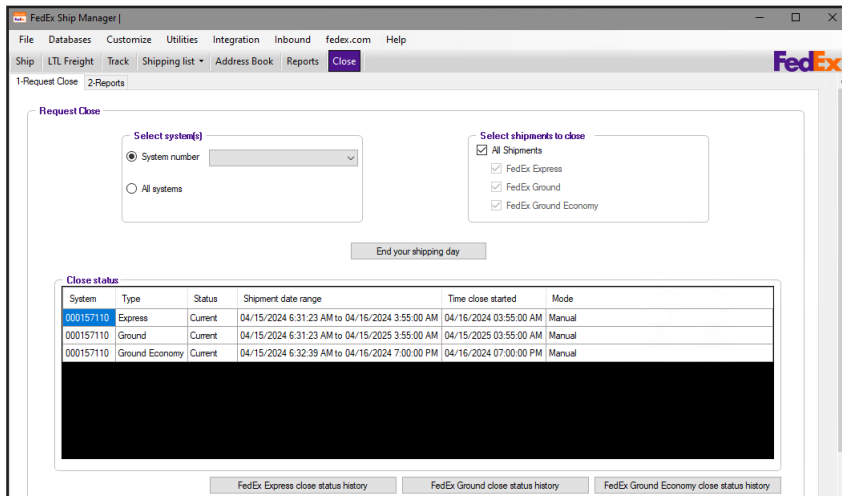 FedEx Ship Manager |
File Databases Customize Utilities Integration Inbound fedex.com Help
Ship LTL Freight Track Shipping list Address Book Reports Close
FedEx
1-Request Close 2-Reports
Request Close
Select system(s)
System number
All systems
Select shipments to close
All Shipments
FedEx Express
FedEx Ground
FedEx Ground Economy
End your shipping day
Close status
System Type Status Shipment date range Time close started Mode
000157110 Express Current 04/15/2024 6:31:23 AM to 04/16/2024 3:55:00 AM 04/16/2024 03:55:00 AM Manual
000157110 Ground Current 04/15/2024 6:31:23 AM to 04/15/2025 3:55:00 AM 04/15/2025 03:55:00 AM Manual
000157110 Ground Economy Current 04/15/2024 6:32:39 AM to 04/16/2024 7:00:00 PM 04/16/2024 07:00:00 PM Manual
FedEx Express close status history FedEx Ground close status history FedEx Ground Economy close status history